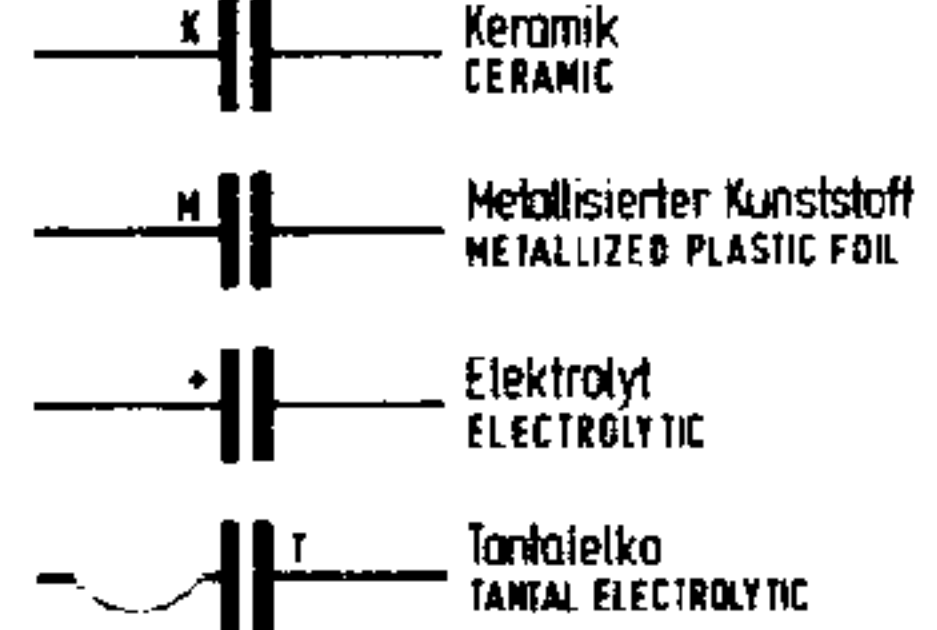 K
Keramik
CERAMIC
M
Metallisierter Kunststoff
METALLIZED PLASTIC FOIL
+
Elektrolyt
ELECTROLYTIC
T
Tantalelko
TANTAL ELECTROLYTIC